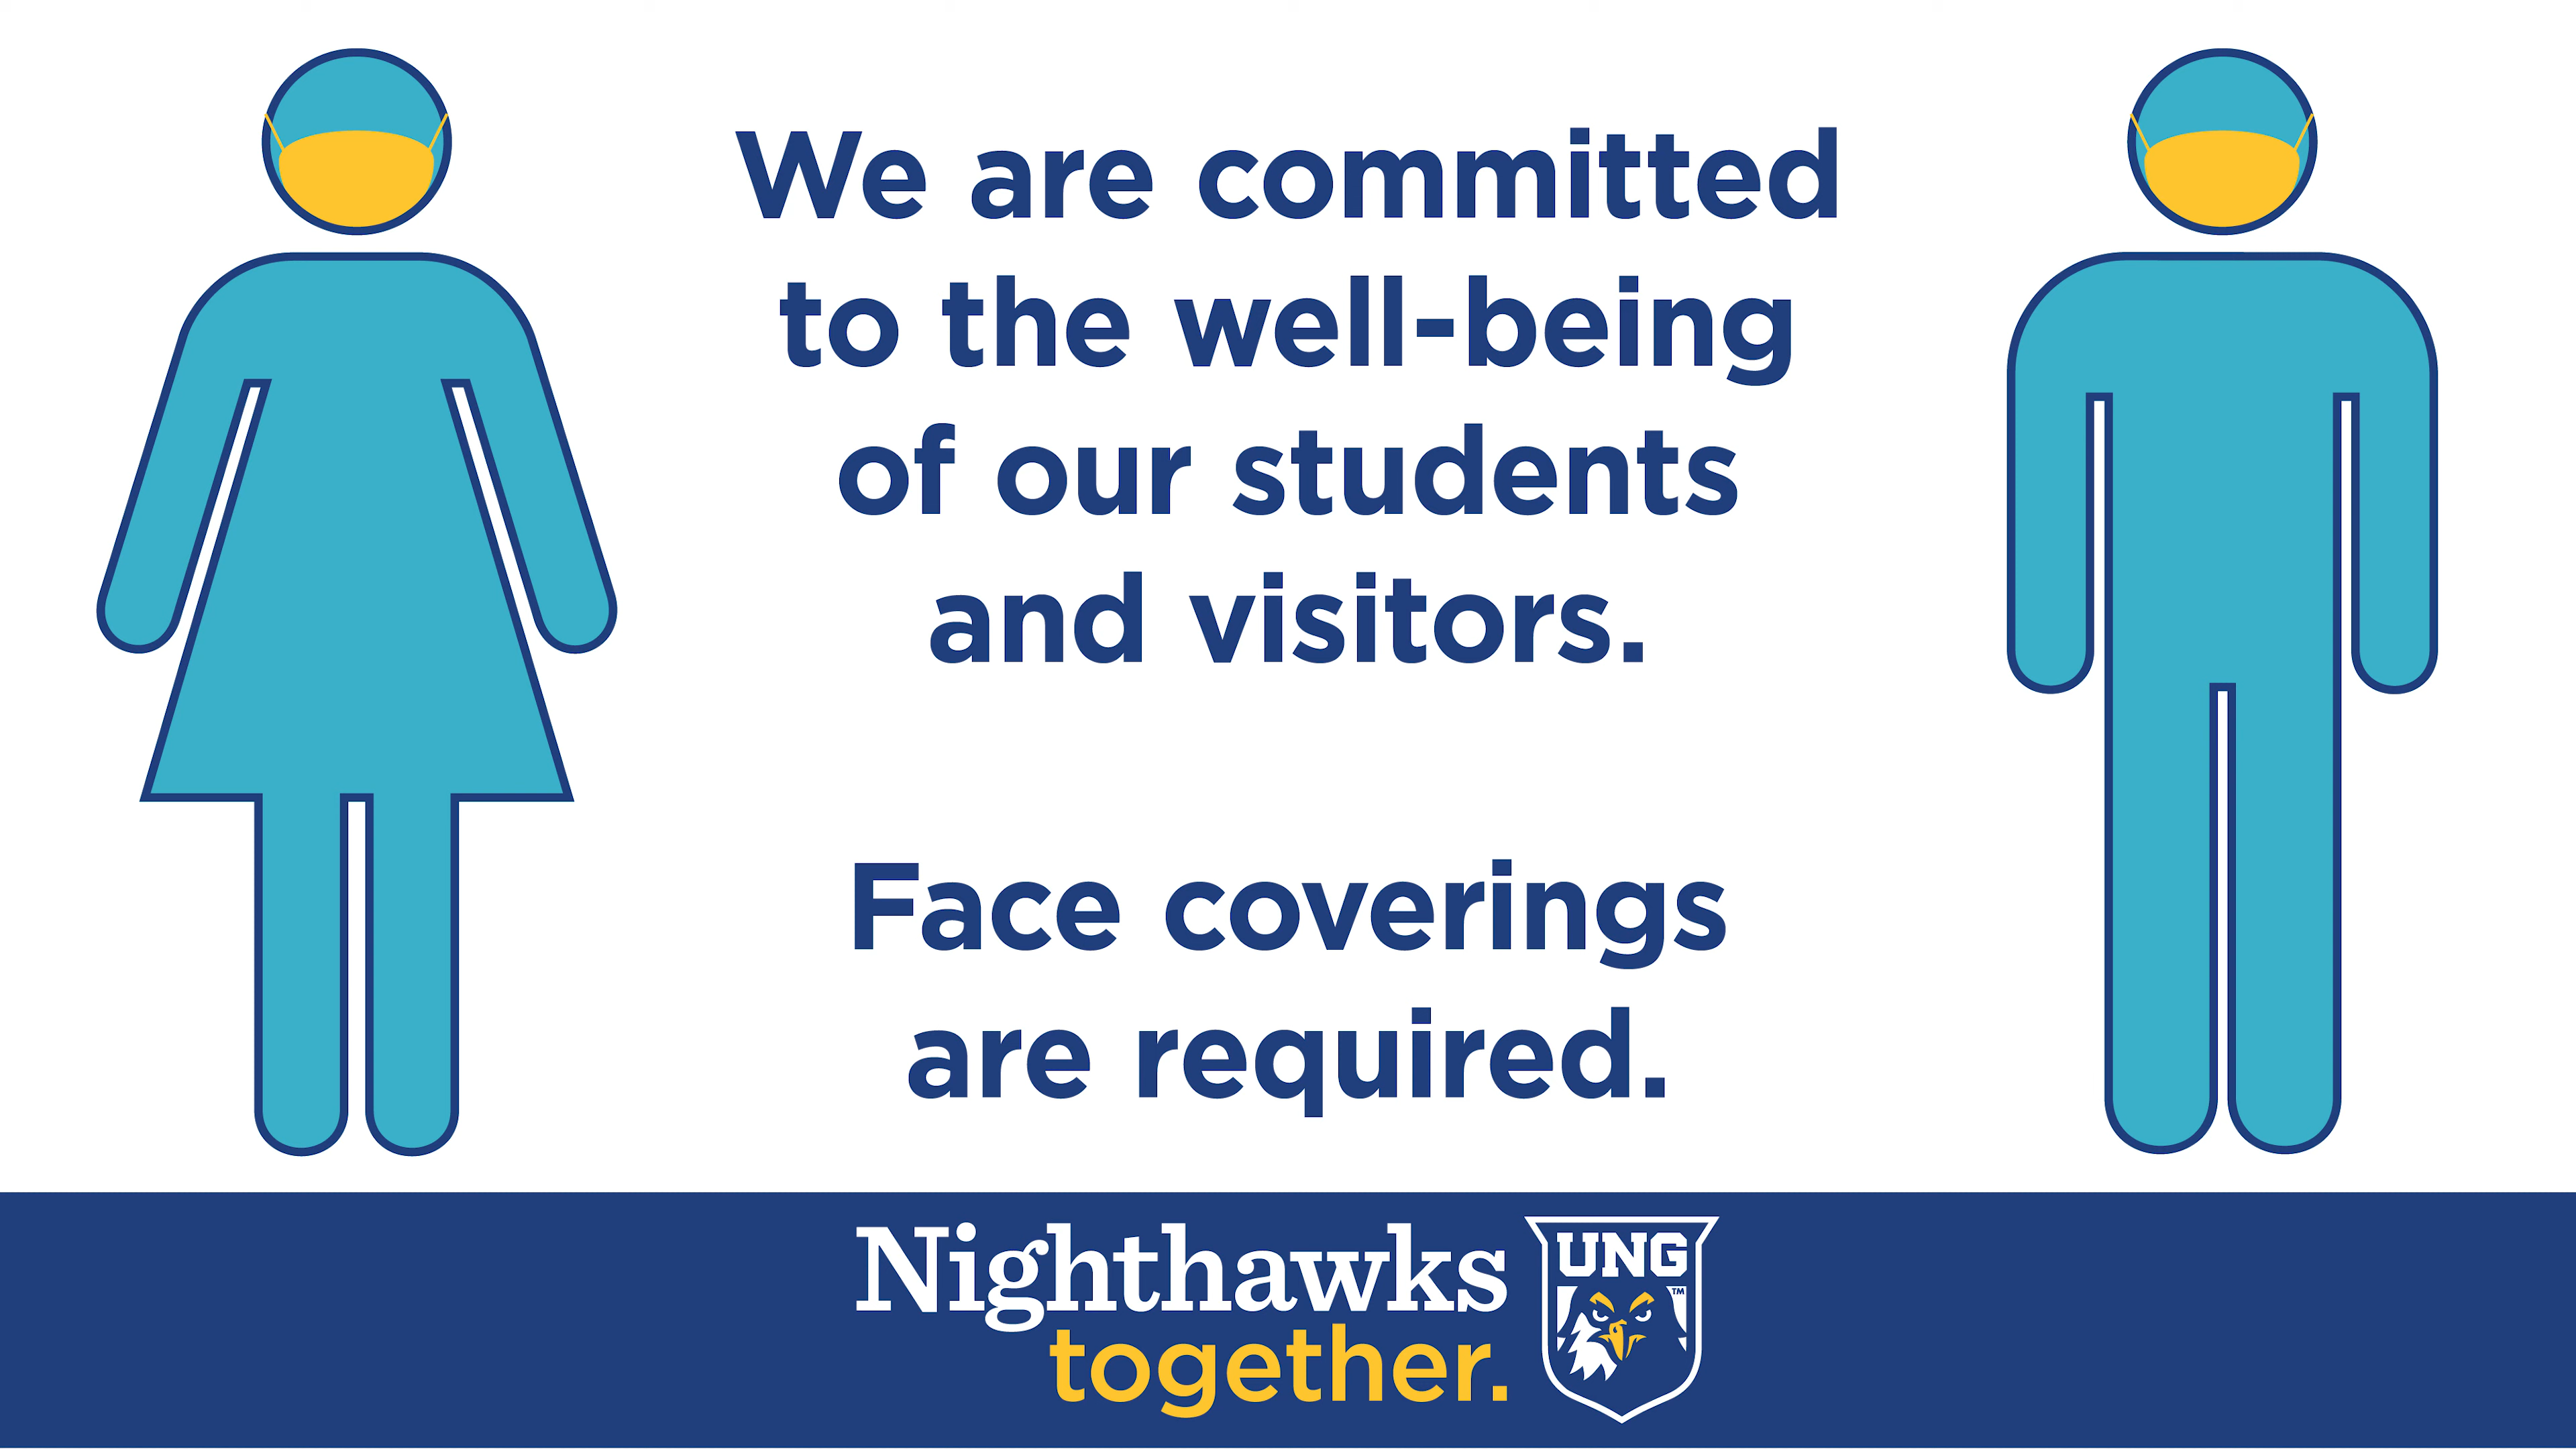 We are committed
to the well-being
of our students
and visitors.
Face coverings
are required.
Nighthawks
together.
UNG
TM